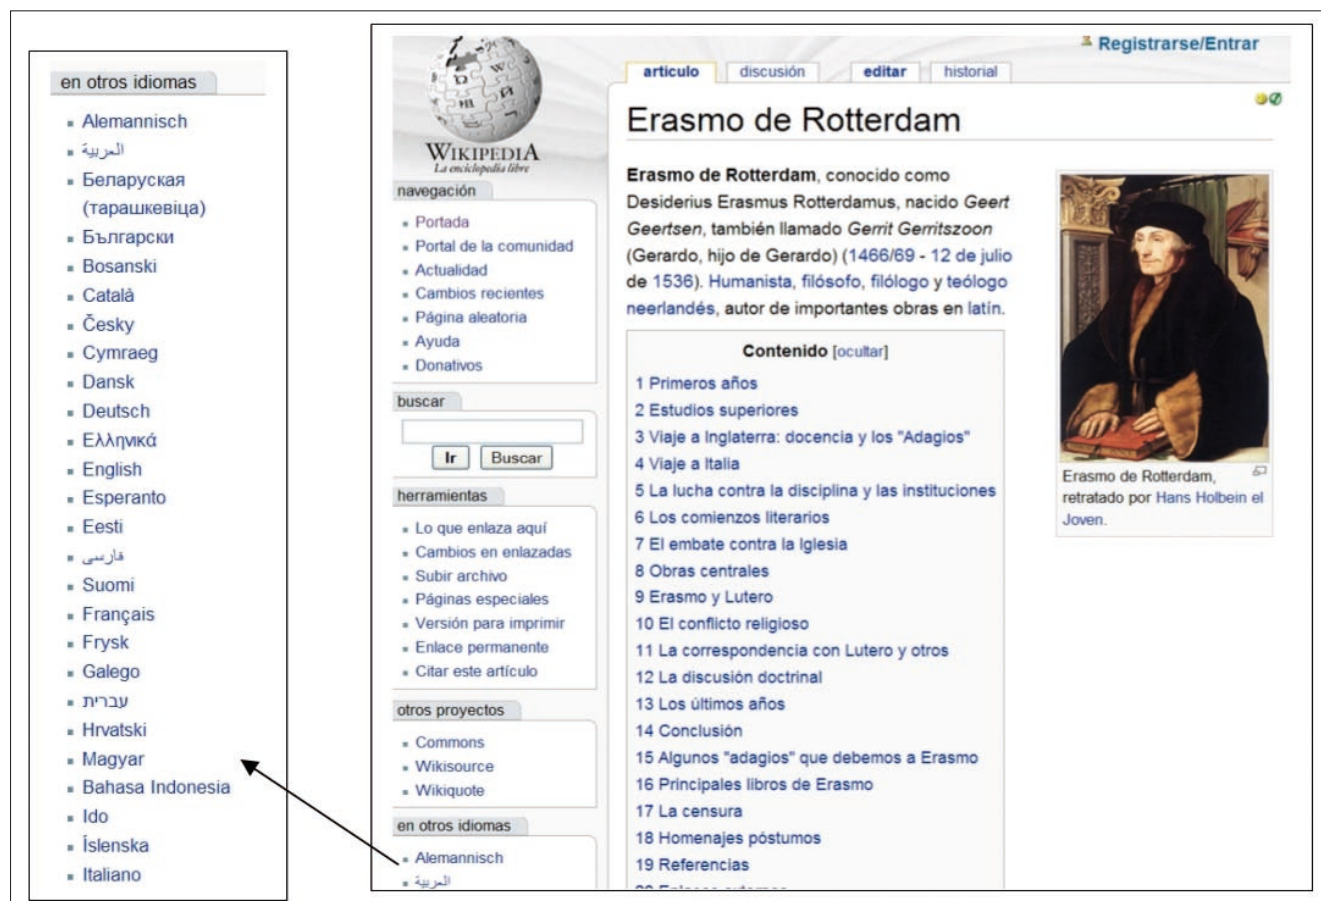 en otros idiomas
Alemannisch
العربية
Беларуская
(тарашкевіца)
Български
Bosanski
Català
Česky
Cymraeg
Dansk
Deutsch
Ελληνικά
English
Esperanto
Eesti
فارسی
Suomi
Français
Frysk
Galego
עברית
Hrvatski
Magyar
Bahasa Indonesia
Ido
Íslenska
Italiano
WIKIPEDIA
La enciclopedia libre
navegación
Portada
Portal de la comunidad
Actualidad
Cambios recientes
Página aleatoria
Ayuda
Donativos
buscar
Ir Buscar
herramientas
Lo que enlaza aquí
Cambios en enlazadas
Subir archivo
Páginas especiales
Versión para imprimir
Enlace permanente
Citar este artículo
otros proyectos
Commons
Wikisource
Wikiquote
en otros idiomas
Alemannisch
العربية
Registrarse/Entrar
artículo discusión editar historial
Erasmo de Rotterdam
Erasmo de Rotterdam, conocido como
Desiderius Erasmus Rotterdamus, nacido Geert
Geertsen, también llamado Gerrit Gerritszoon
(Gerardo, hijo de Gerardo) (1466/69 - 12 de julio
de 1536). Humanista, filósofo, filólogo y teólogo
neerlandés, autor de importantes obras en latín.
Contenido [ocultar]
1 Primeros años
2 Estudios superiores
3 Viaje a Inglaterra: docencia y los "Adagios"
4 Viaje a Italia
5 La lucha contra la disciplina y las instituciones
6 Los comienzos literarios
7 El embate contra la Iglesia
8 Obras centrales
9 Erasmo y Lutero
10 El conflicto religioso
11 La correspondencia con Lutero y otros
12 La discusión doctrinal
13 Los últimos años
14 Conclusión
15 Algunos "adagios" que debemos a Erasmo
16 Principales libros de Erasmo
17 La censura
18 Homenajes póstumos
19 Referencias
Erasmo de Rotterdam,
retratado por Hans Holbein el
Joven.